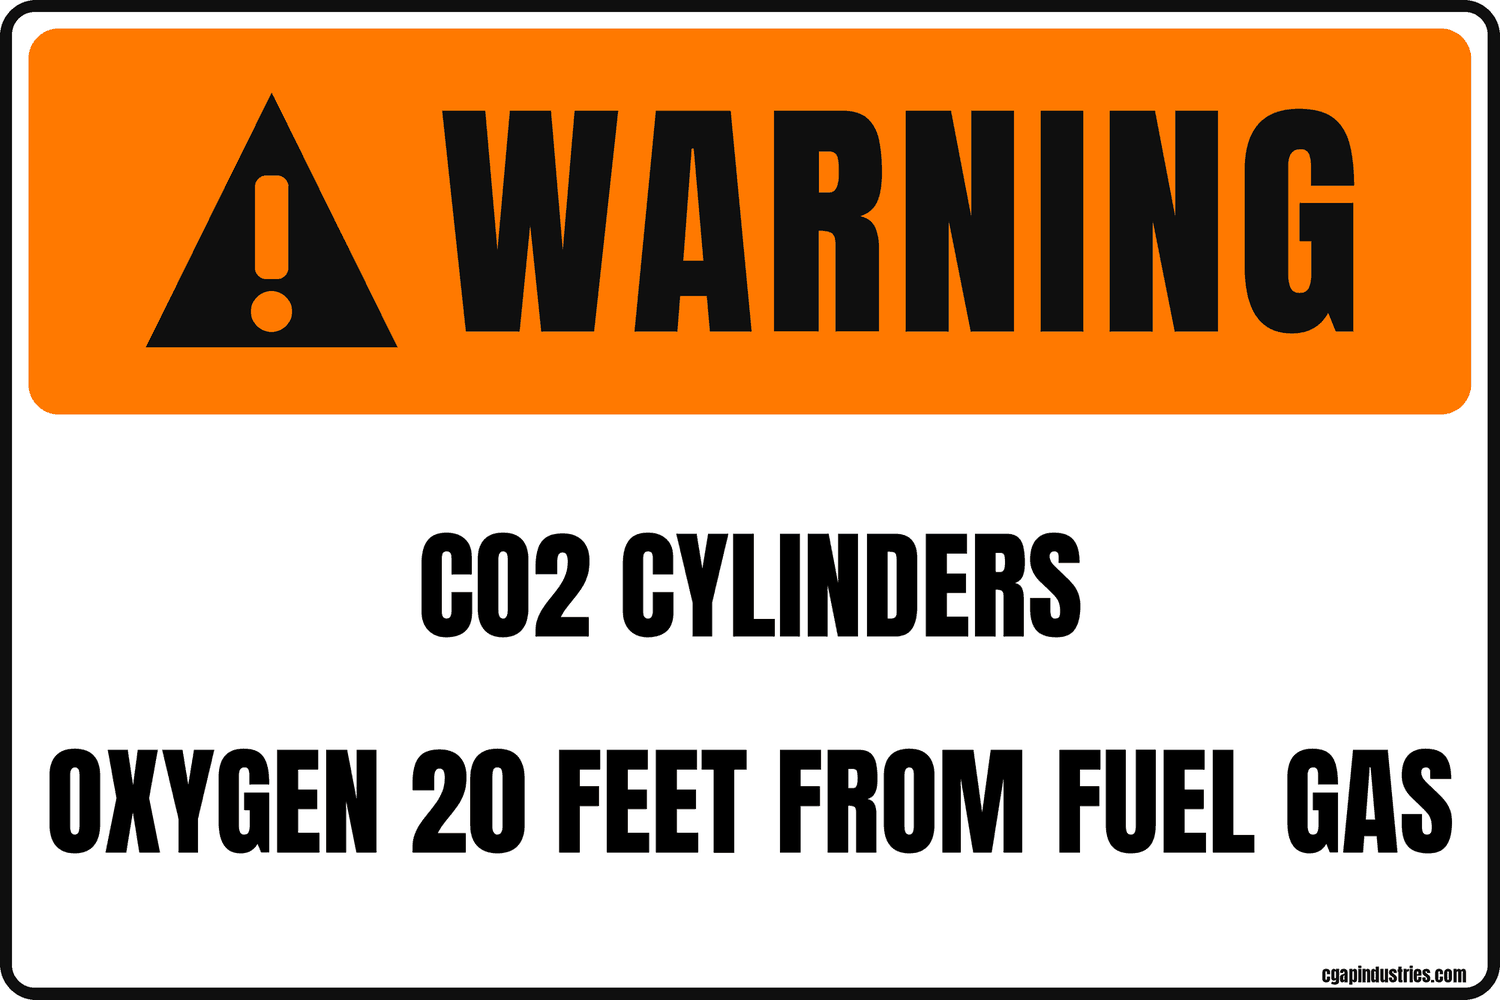 WARNING
CO2 CYLINDERS
OXYGEN 20 FEET FROM FUEL GAS
cgapindustries.com